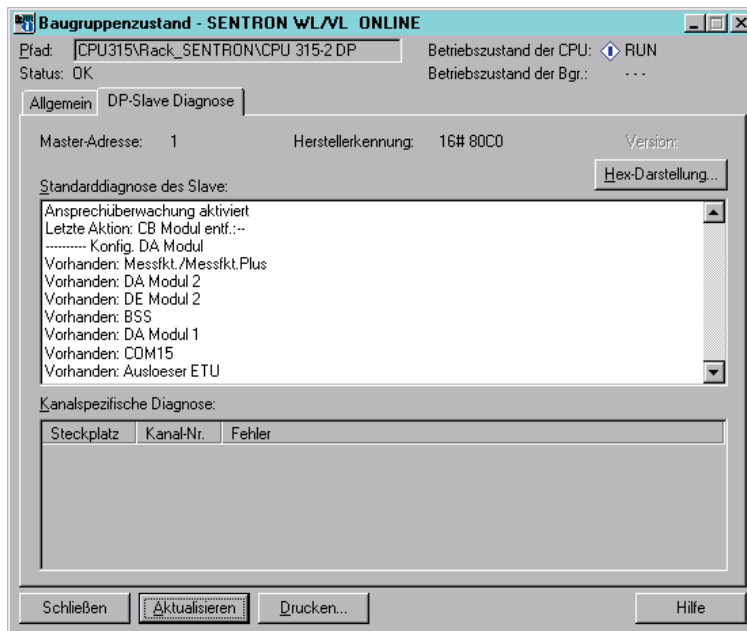 Baugruppenzustand - SENTRON WL/VL ONLINE
Pfad: CPU315\Rack_SENTRON\CPU 315-2 DP Betriebszustand der CPU: RUN
Status: OK Betriebszustand der Bgr.: - - -
Allgemein DP-Slave Diagnose
Master-Adresse: 1 Herstellerkennung: 16# 80C0 Version:
Hex-Darstellung...
Standarddiagnose des Slave:
Ansprechüberwachung aktiviert
Letzte Aktion: CB Modul entf.:--
---------- Konfig. DA Modul
Vorhanden: Messfkt./Messfkt.Plus
Vorhanden: DA Modul 2
Vorhanden: DE Modul 2
Vorhanden: BSS
Vorhanden: DA Modul 1
Vorhanden: COM15
Vorhanden: Ausloeser ETU
Kanalspezifische Diagnose:
Steckplatz Kanal-Nr. Fehler
Schließen Aktualisieren Drucken... Hilfe